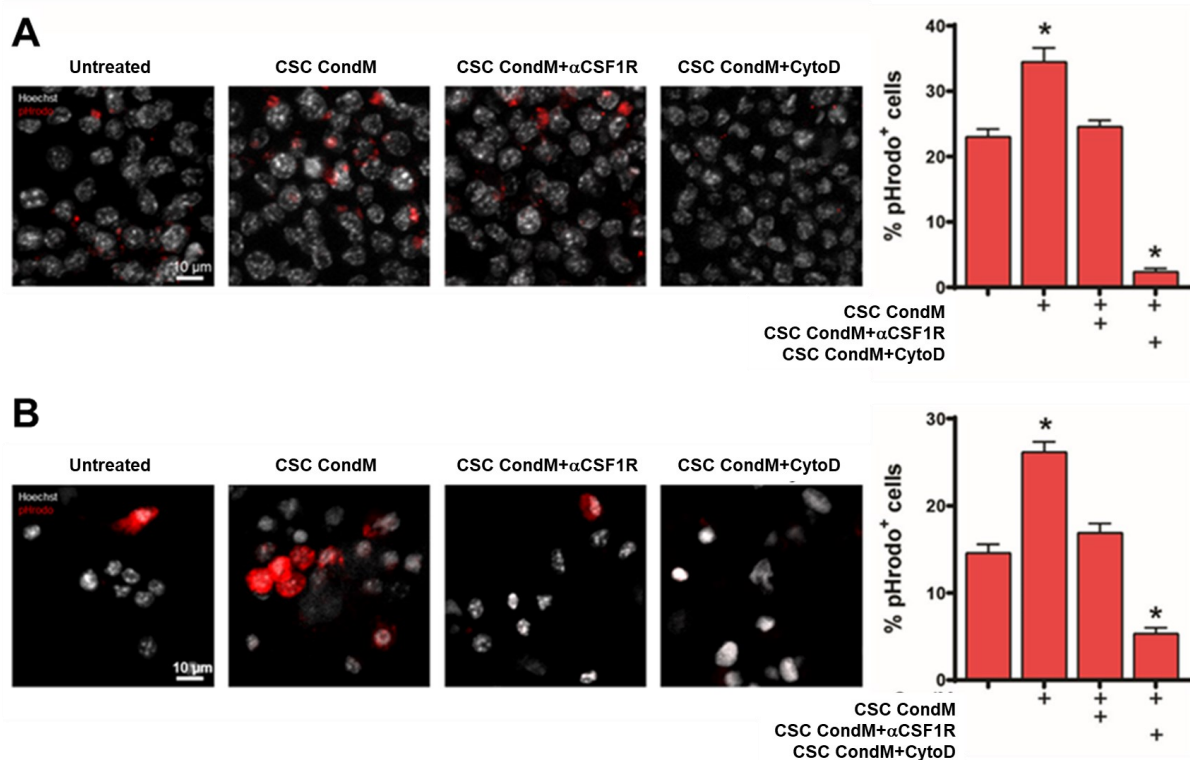 A
Untreated
CSC CondM
CSC CondM+αCSF1R
CSC CondM+CytoD
Hoechst
pHrodo
10 μm
% pHrodo⁺ cells
40
30
20
10
0
*
*
CSC CondM + + +
CSC CondM+αCSF1R +
CSC CondM+CytoD +
B
Untreated
CSC CondM
CSC CondM+αCSF1R
CSC CondM+CytoD
Hoechst
pHrodo
10 μm
% pHrodo⁺ cells
30
20
10
0
*
*
CSC CondM + + +
CSC CondM+αCSF1R +
CSC CondM+CytoD +